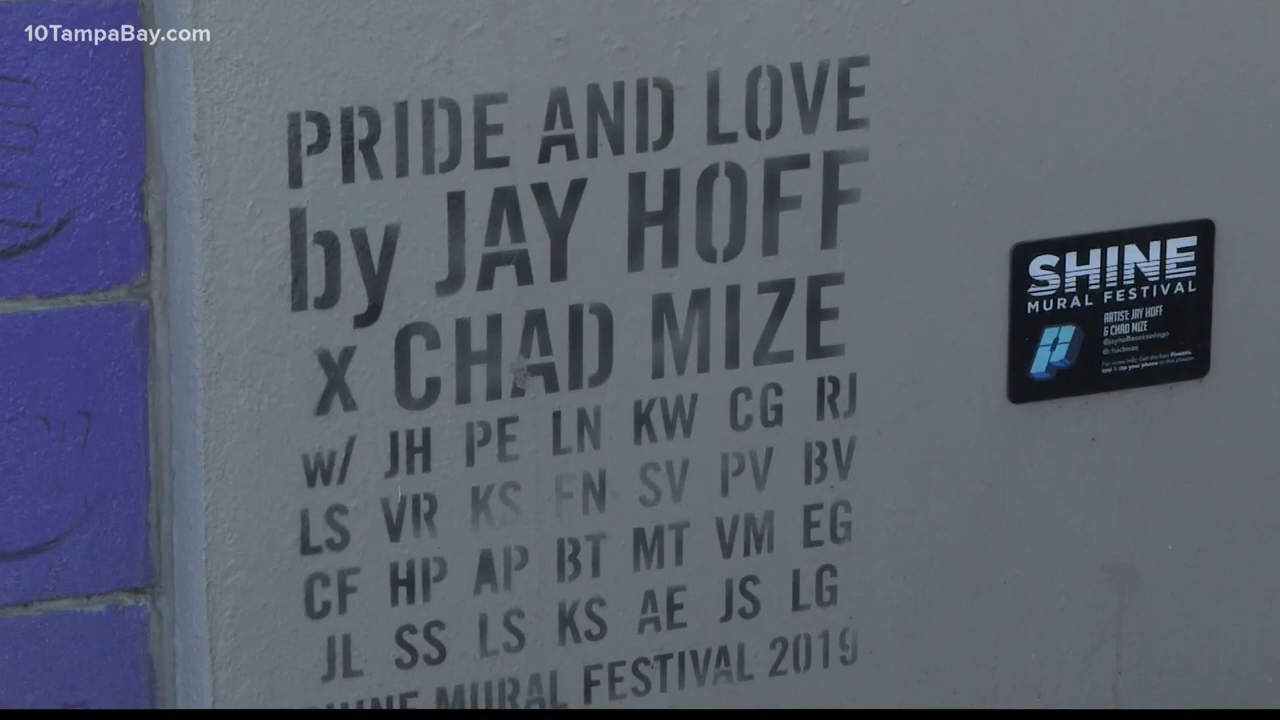 10TampaBay.com
PRIDE AND LOVE
by JAY HOFF
x CHAD MIZE
w/ JH PE LN KW CG RJ
LS VR KS FN SV PV BV
CF HP AP BT MT VM EG
JL SS LS KS AE JS LG
SHINE MURAL FESTIVAL 2019
SHINE
MURAL FESTIVAL
ARTIST: JAY HOFF
& CHAD MIZE
@chadmize